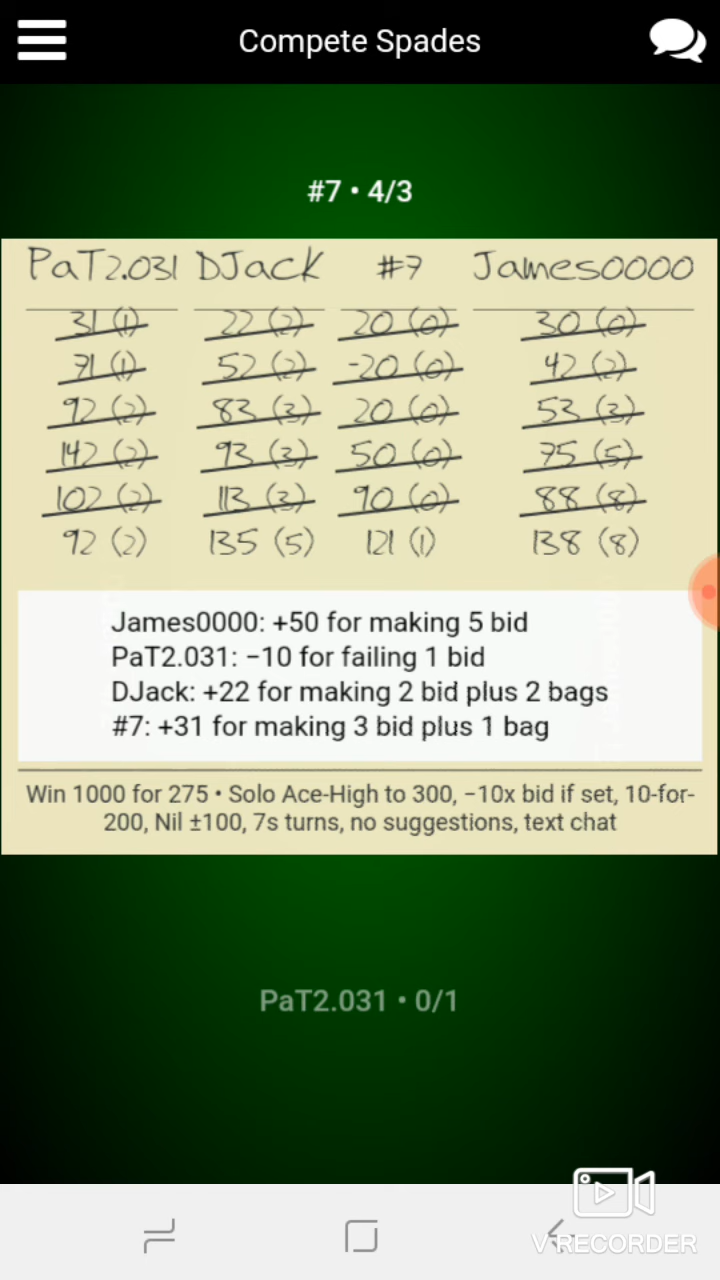 Compete Spades
#7 • 4/3
PaT2.031 DJack #7 James0000
31 (1) 22 (2) 20 (0) 30 (0)
71 (1) 52 (2) -20 (0) 42 (2)
92 (2) 83 (3) 20 (0) 53 (3)
142 (2) 93 (3) 50 (0) 75 (5)
102 (2) 113 (3) 90 (0) 88 (8)
92 (2) 135 (5) 121 (1) 138 (8)
James0000: +50 for making 5 bid
PaT2.031: −10 for failing 1 bid
DJack: +22 for making 2 bid plus 2 bags
#7: +31 for making 3 bid plus 1 bag
Win 1000 for 275 • Solo Ace-High to 300, −10x bid if set, 10-for-
200, Nil ±100, 7s turns, no suggestions, text chat
PaT2.031 • 0/1
V RECORDER